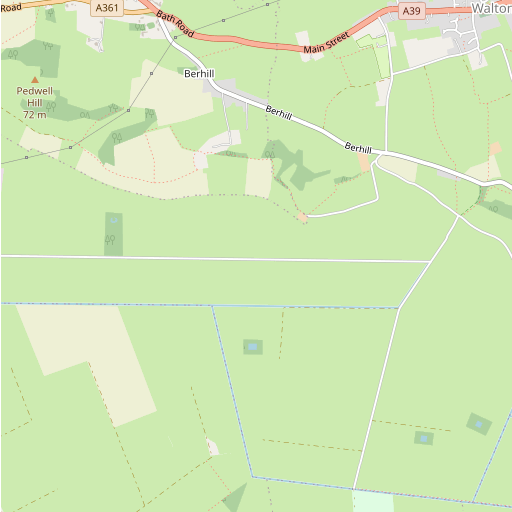 Road
A361
Bath Road
Main Street
A39
Walton
Berhill
Pedwell
Hill
72 m
Berhill
Berhill